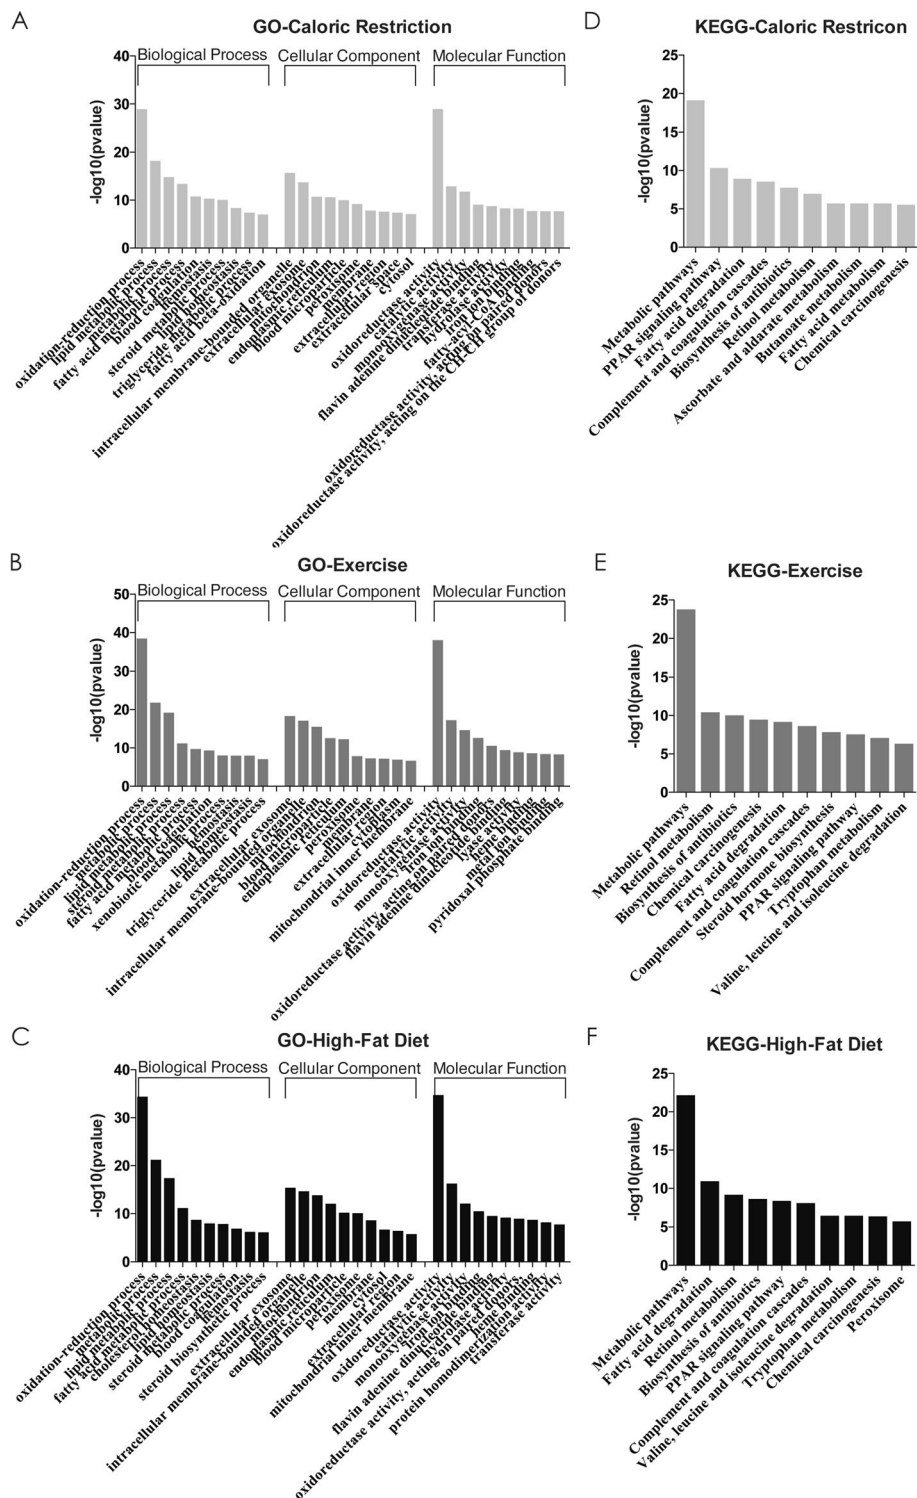 A
GO-Caloric Restriction
Biological Process
Cellular Component
Molecular Function
-log10(pvalue)
40
30
20
10
0
oxidation-reduction process
lipid metabolic process
metabolic process
fatty acid metabolic process
blood coagulation
hemostasis
steroid metabolic process
lipid homeostasis
triglyceride homeostasis
fatty acid beta-oxidation
intracellular membrane-bounded organelle
extracellular exosome
mitochondrion
endoplasmic reticulum
blood microparticle
peroxisome
membrane
extracellular region
extracellular space
cytosol
oxidoreductase activity
catalytic activity
monooxygenase activity
flavin adenine dinucleotide binding
transferase activity
hydrolase activity
iron ion binding
fatty-acyl-CoA binding
oxidoreductase activity, acting on paired donors
oxidoreductase activity, acting on the CH-CH group of donors
D
KEGG-Caloric Restricon
-log10(pvalue)
25
20
15
10
5
0
Metabolic pathways
PPAR signaling pathway
Fatty acid degradation
Complement and coagulation cascades
Biosynthesis of antibiotics
Retinol metabolism
Ascorbate and aldarate metabolism
Butanoate metabolism
Fatty acid metabolism
Chemical carcinogenesis
B
GO-Exercise
Biological Process
Cellular Component
Molecular Function
-log10(pvalue)
50
40
30
20
10
0
oxidation-reduction process
metabolic process
lipid metabolic process
steroid metabolic process
fatty acid metabolic process
blood coagulation
xenobiotic metabolic process
hemostasis
lipid homeostasis
triglyceride metabolic process
extracellular exosome
intracellular membrane-bounded organelle
mitochondrion
blood microparticle
endoplasmic reticulum
peroxisome
membrane
extracellular region
cytoplasm
mitochondrial inner membrane
oxidoreductase activity
catalytic activity
monooxygenase activity
iron ion binding
oxidoreductase activity, acting on paired donors
flavin adenine dinucleotide binding
lyase activity
heme binding
metal ion binding
pyridoxal phosphate binding
E
KEGG-Exercise
-log10(pvalue)
25
20
15
10
5
0
Metabolic pathways
Retinol metabolism
Biosynthesis of antibiotics
Chemical carcinogenesis
Fatty acid degradation
Complement and coagulation cascades
Steroid hormone biosynthesis
PPAR signaling pathway
Tryptophan metabolism
Valine, leucine and isoleucine degradation
C
GO-High-Fat Diet
Biological Process
Cellular Component
Molecular Function
-log10(pvalue)
40
30
20
10
0
oxidation-reduction process
metabolic process
lipid metabolic process
fatty acid metabolic process
cholesterol homeostasis
lipid homeostasis
steroid metabolic process
blood coagulation
hemostasis
steroid biosynthetic process
extracellular exosome
intracellular membrane-bounded organelle
mitochondrion
endoplasmic reticulum
blood microparticle
peroxisome
membrane
cytosol
extracellular region
mitochondrial inner membrane
oxidoreductase activity
catalytic activity
monooxygenase activity
iron ion binding
flavin adenine dinucleotide binding
hydrolase activity
oxidoreductase activity, acting on paired donors,
heme binding
protein homodimerization activity
transferase activity
F
KEGG-High-Fat Diet
-log10(pvalue)
25
20
15
10
5
0
Metabolic pathways
Fatty acid degradation
Retinol metabolism
Biosynthesis of antibiotics
PPAR signaling pathway
Complement and coagulation cascades
Valine, leucine and isoleucine degradation
Tryptophan metabolism
Chemical carcinogenesis
Peroxisome